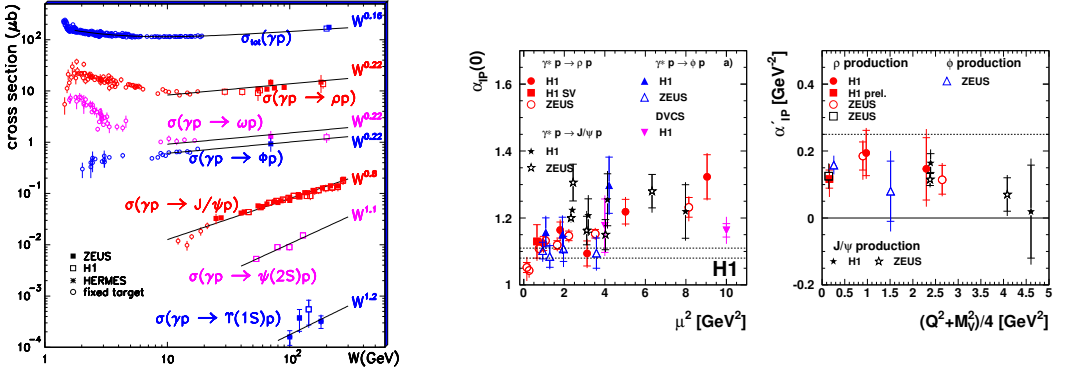 cross section (μb)
10²
10
1
10⁻¹
10⁻²
10⁻³
10⁻⁴
1
10
10²
W(GeV)
W^0.16
σ_tot(γp)
W^0.22
σ(γp → ρp)
σ(γp → ωp)
W^0.22
W^0.22
σ(γp → φp)
W^0.8
σ(γp → J/ψp)
W^1.1
σ(γp → ψ(2S)p)
ZEUS
H1
HERMES
fixed target
W^1.2
σ(γp → Υ(1S)p)
α_IP(0)
1.6
1.4
1.2
1
0 2 4 6 8 10
μ² [GeV²]
γ* p → ρ p
H1
H1 SV
ZEUS
γ* p → J/ψ p
H1
ZEUS
γ* p → φ p
a)
H1
ZEUS
DVCS
H1
H1
α′_IP [GeV⁻²]
0.6
0.4
0.2
0
-0.2
0 0.5 1 1.5 2 2.5 3 3.5 4 4.5 5
(Q²+M_V²)/4 [GeV²]
ρ production
H1
H1 prel.
ZEUS
ZEUS
φ production
ZEUS
J/ψ production
H1
ZEUS